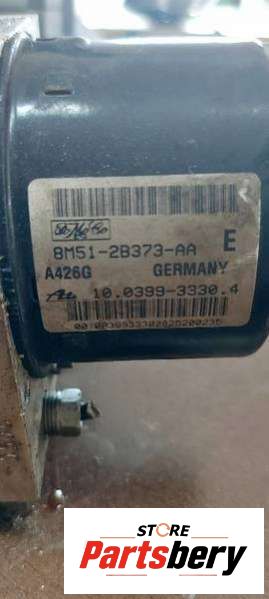 8M51-2B373-AA E
A426G GERMANY
10.0399-3330.4
STORE
Partsbery